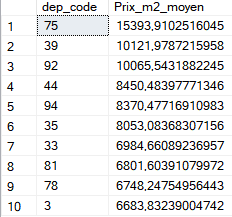 dep_code Prix_m2_moyen
1 75 15393,9102516045
2 39 10121,9787215958
3 92 10065,5431882245
4 44 8450,48397771346
5 94 8370,47716910983
6 35 8053,08368307156
7 33 6984,66089236957
8 81 6801,60391079972
9 78 6748,24754956443
10 3 6683,83239004742